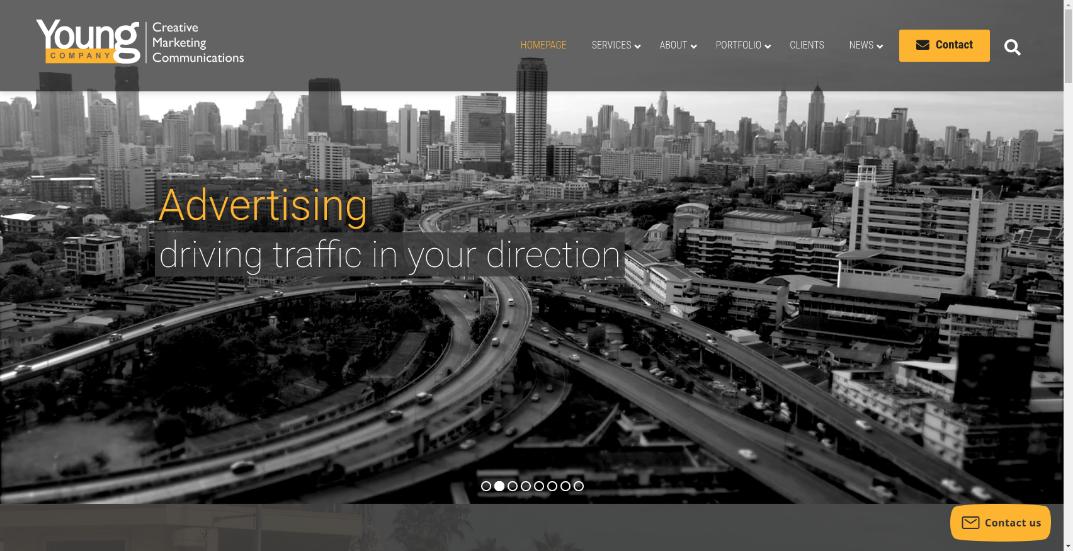 Young
COMPANY
Creative
Marketing
Communications
HOMEPAGE SERVICES ABOUT PORTFOLIO CLIENTS NEWS Contact
Advertising
driving traffic in your direction
Contact us